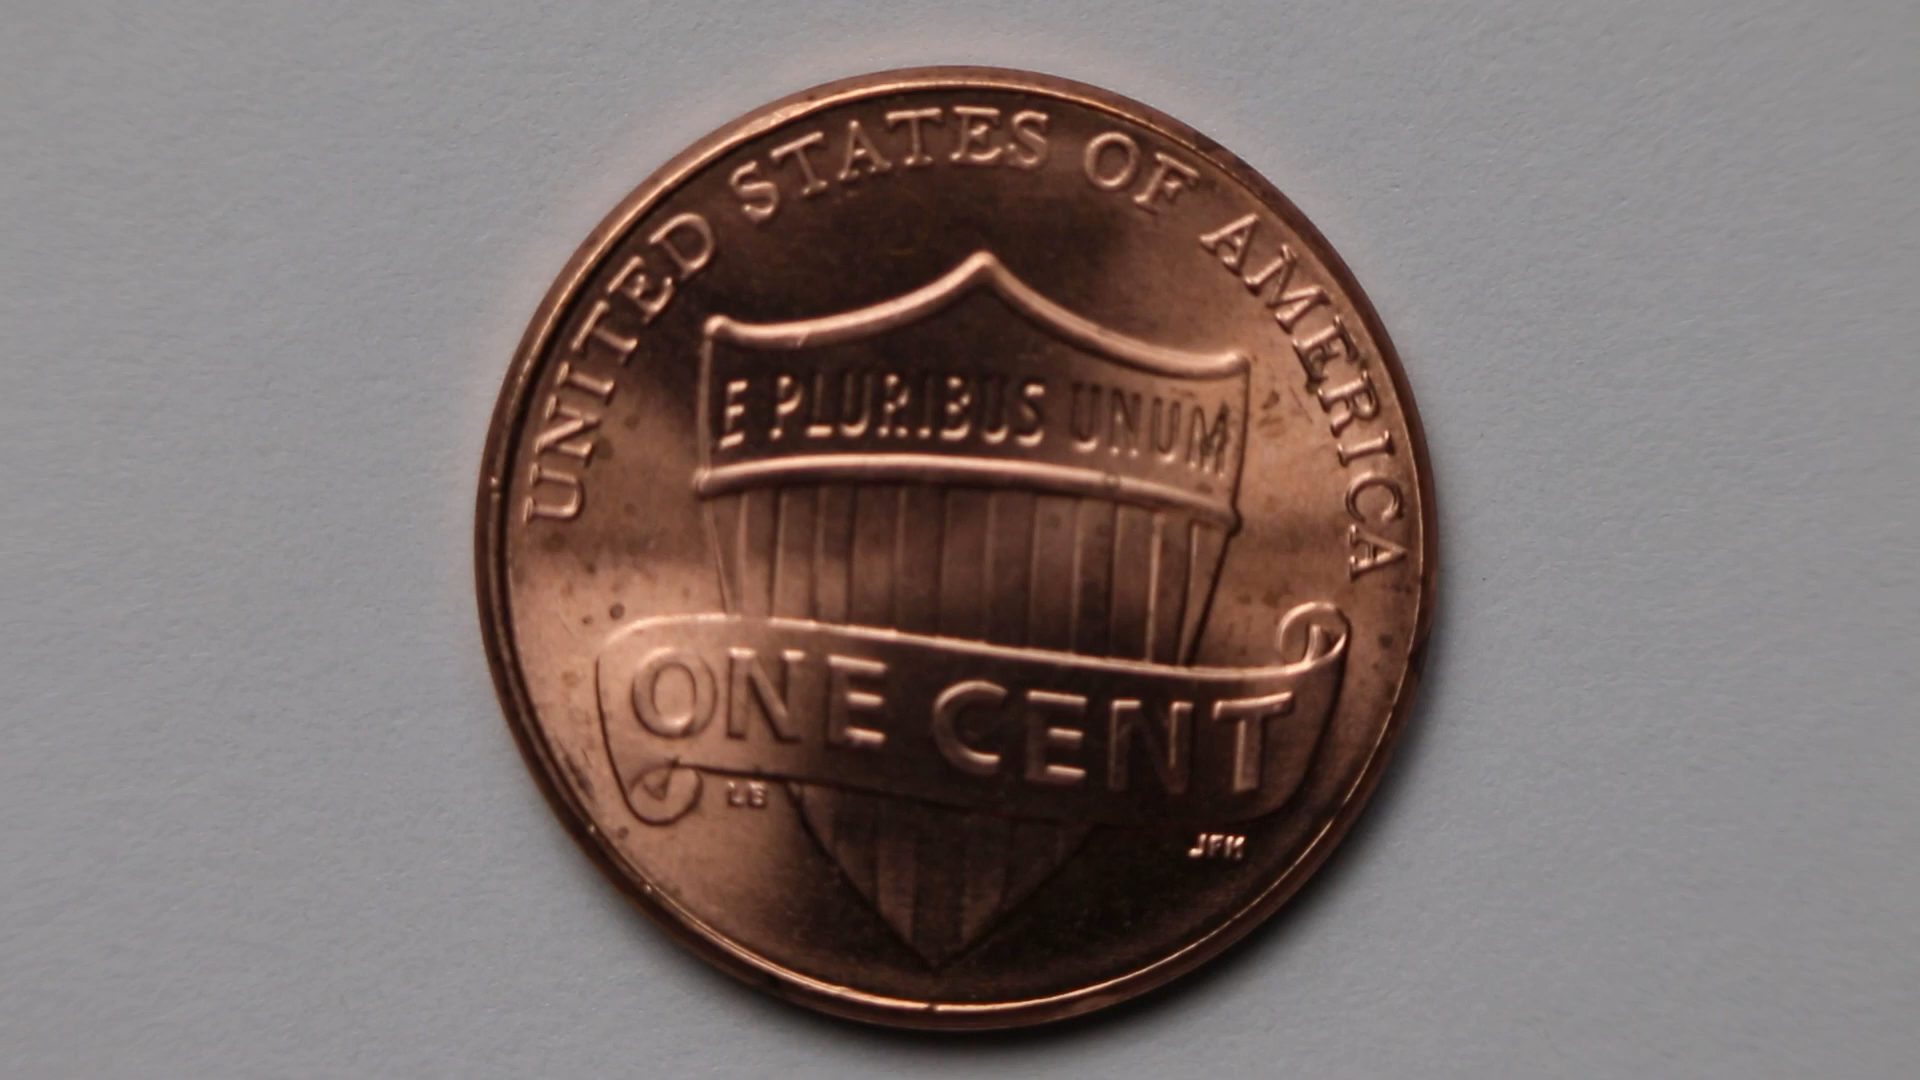 UNITED STATES OF AMERICA
E PLURIBUS UNUM
ONE CENT
LB
JFM